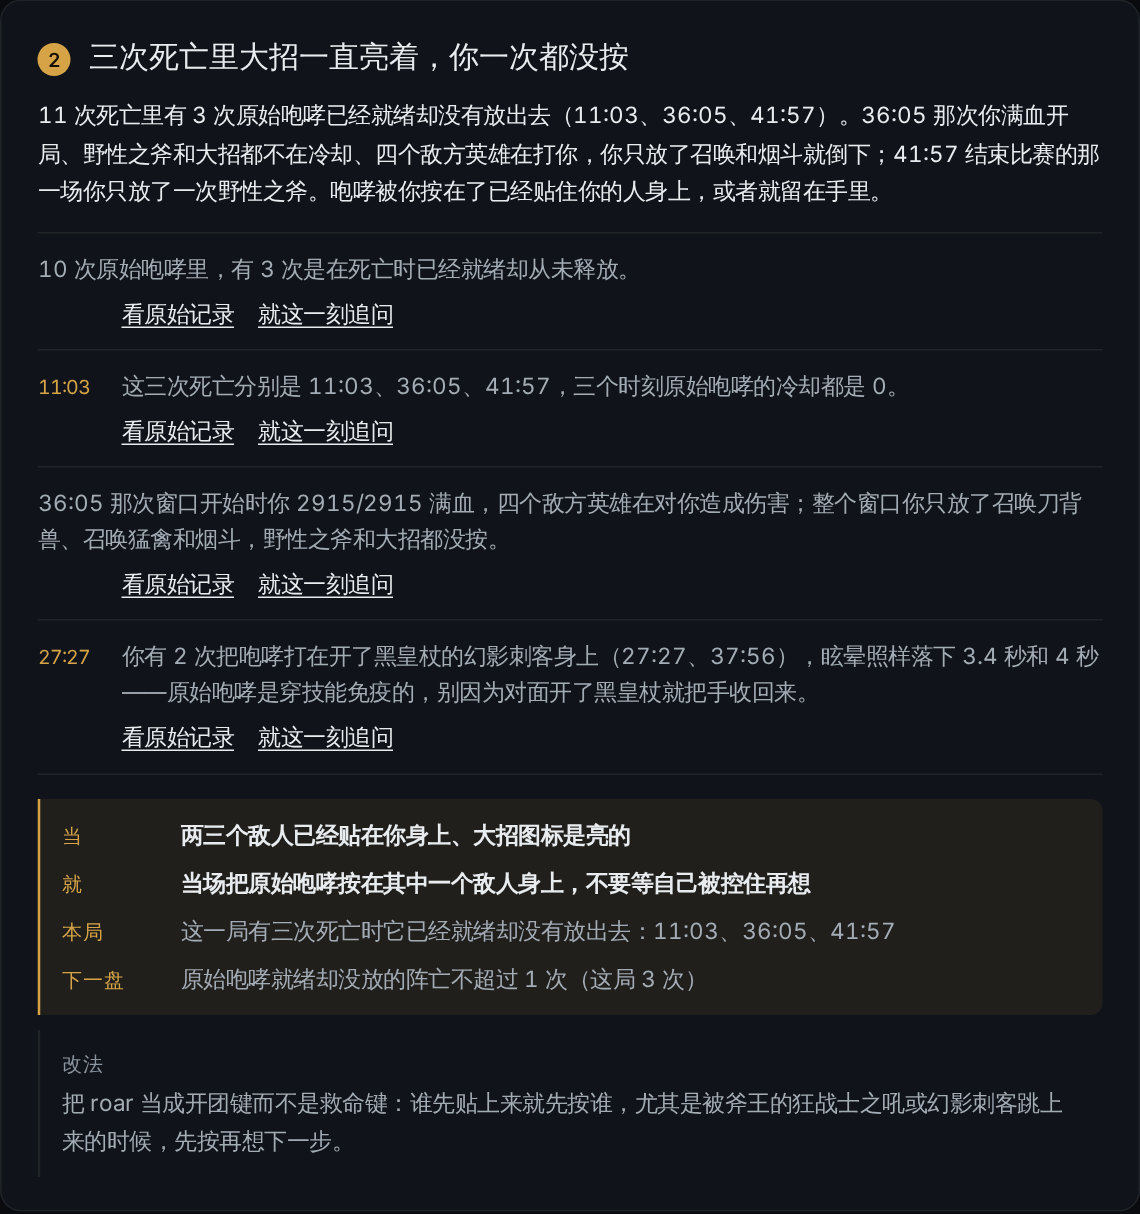 2 三次死亡里大招一直亮着，你一次都没按
11 次死亡里有 3 次原始咆哮已经就绪却没有放出去（11:03、36:05、41:57）。36:05 那次你满血开
局、野性之斧和大招都不在冷却、四个敌方英雄在打你，你只放了召唤和烟斗就倒下；41:57 结束比赛的那
一场你只放了一次野性之斧。咆哮被你按在了已经贴住你的人身上，或者就留在手里。
10 次原始咆哮里，有 3 次是在死亡时已经就绪却从未释放。
看原始记录 就这一刻追问
11:03 这三次死亡分别是 11:03、36:05、41:57，三个时刻原始咆哮的冷却都是 0。
看原始记录 就这一刻追问
36:05 那次窗口开始时你 2915/2915 满血，四个敌方英雄在对你造成伤害；整个窗口你只放了召唤刀背
兽、召唤猛禽和烟斗，野性之斧和大招都没按。
看原始记录 就这一刻追问
27:27 你有 2 次把咆哮打在开了黑皇杖的幻影刺客身上（27:27、37:56），眩晕照样落下 3.4 秒和 4 秒
——原始咆哮是穿技能免疫的，别因为对面开了黑皇杖就把手收回来。
看原始记录 就这一刻追问
当 两三个敌人已经贴在你身上、大招图标是亮的
就 当场把原始咆哮按在其中一个敌人身上，不要等自己被控住再想
本局 这一局有三次死亡时它已经就绪却没有放出去：11:03、36:05、41:57
下一盘 原始咆哮就绪却没放的阵亡不超过 1 次（这局 3 次）
改法
把 roar 当成开团键而不是救命键：谁先贴上来就先按谁，尤其是被斧王的狂战士之吼或幻影刺客跳上
来的时候，先按再想下一步。